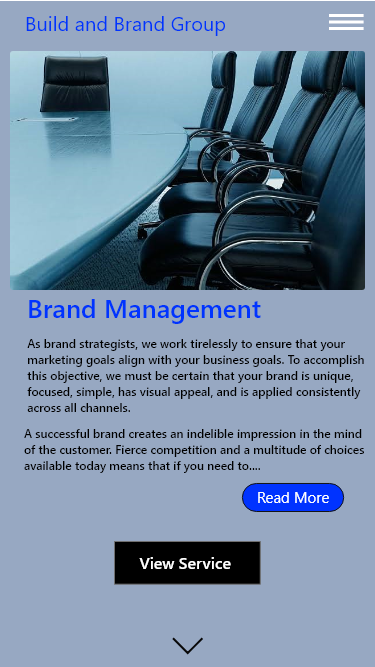 Build and Brand Group
Brand Management
As brand strategists, we work tirelessly to ensure that your
marketing goals align with your business goals. To accomplish
this objective, we must be certain that your brand is unique,
focused, simple, has visual appeal, and is applied consistently
across all channels.
A successful brand creates an indelible impression in the mind
of the customer. Fierce competition and a multitude of choices
available today means that if you need to....
Read More
View Service